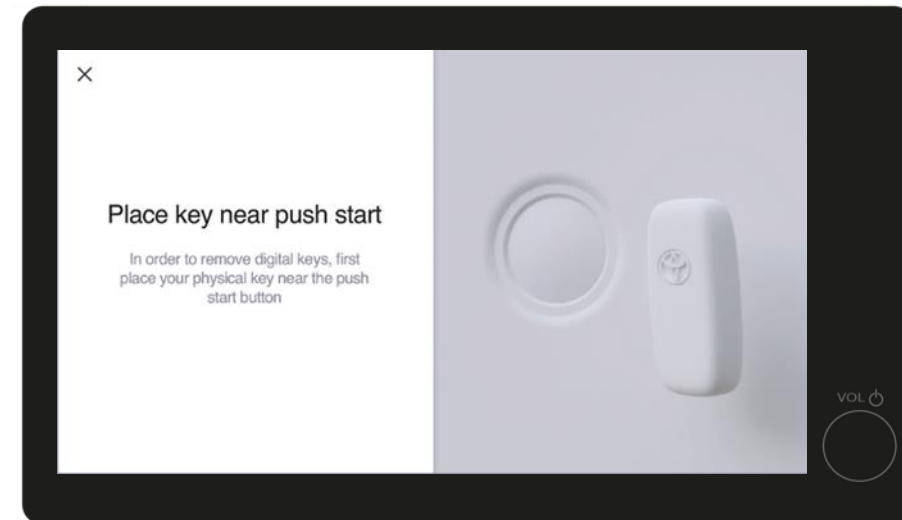 Place key near push start
In order to remove digital keys, first
place your physical key near the push
start button
VOL